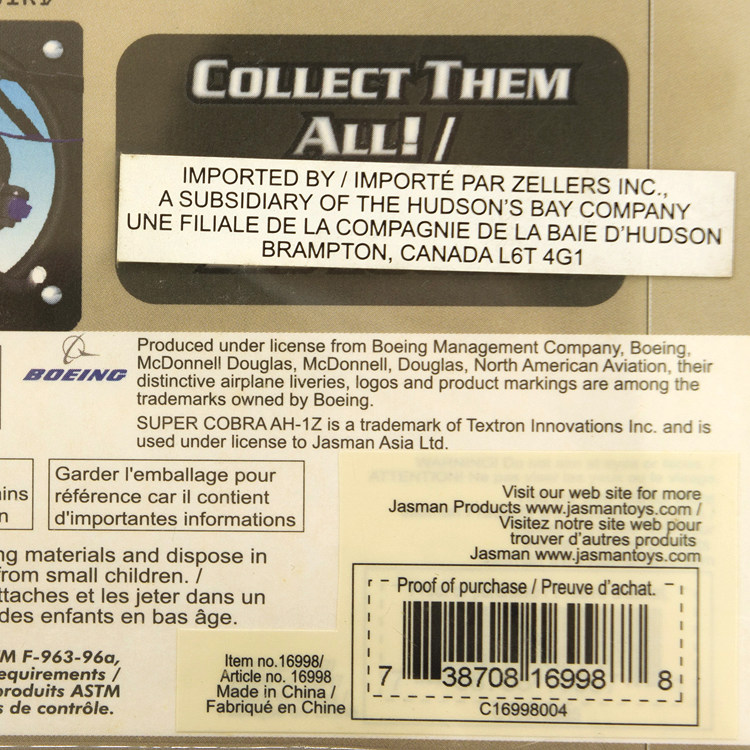 COLLECT THEM
ALL! /
IMPORTED BY / IMPORTÉ PAR ZELLERS INC.,
A SUBSIDIARY OF THE HUDSON'S BAY COMPANY
UNE FILIALE DE LA COMPAGNIE DE LA BAIE D'HUDSON
BRAMPTON, CANADA L6T 4G1
BOEING
Produced under license from Boeing Management Company, Boeing,
McDonnell Douglas, McDonnell, Douglas, North American Aviation, their
distinctive airplane liveries, logos and product markings are among the
trademarks owned by Boeing.
SUPER COBRA AH-1Z is a trademark of Textron Innovations Inc. and is
used under license to Jasman Asia Ltd.
Garder l'emballage pour
référence car il contient
d'importantes informations
ng materials and dispose in
from small children. /
ttaches et les jeter dans un
des enfants en bas âge.
M F-963-96a,
equirements /
produits ASTM
s de contrôle.
Visit our web site for more
Jasman Products www.jasmantoys.com /
Visitez notre site web pour
trouver d'autres produits
Jasman www.jasmantoys.com
Proof of purchase / Preuve d'achat.
7 38708 16998 8
C16998004
Item no.16998/
Article no. 16998
Made in China /
Fabriqué en Chine